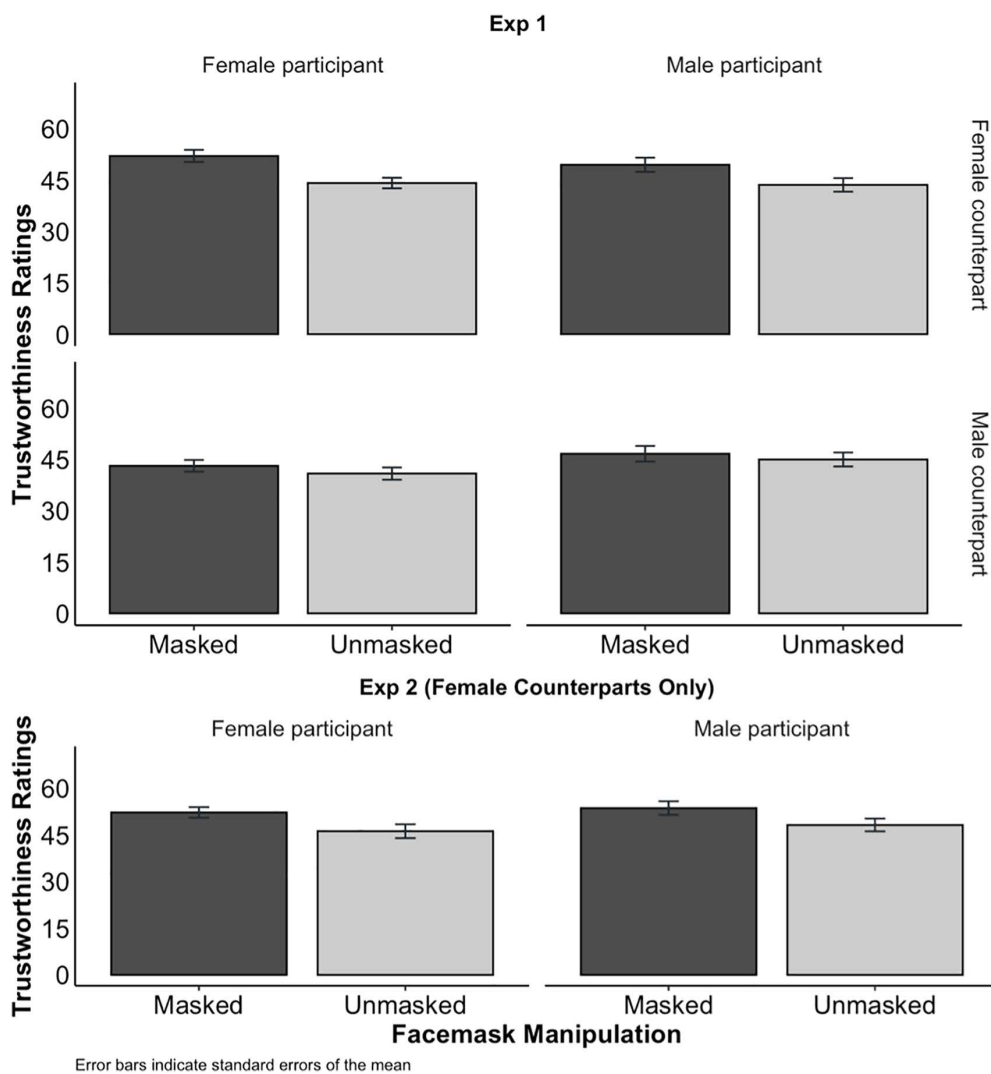 Exp 1
Female participant
Male participant
Trustworthiness Ratings
60
45
30
15
0
Female counterpart
60
45
30
15
0
Male counterpart
Masked
Unmasked
Masked
Unmasked
Exp 2 (Female Counterparts Only)
Female participant
Male participant
Trustworthiness Ratings
60
45
30
15
0
Masked
Unmasked
Masked
Unmasked
Facemask Manipulation
Error bars indicate standard errors of the mean